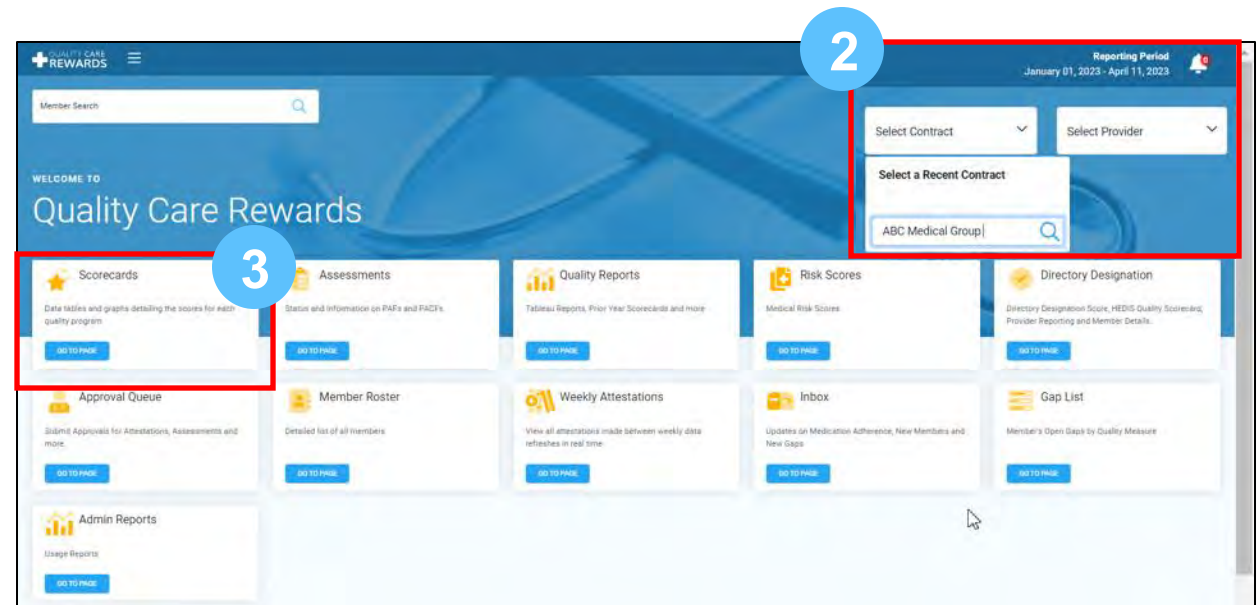 2
QUALITY CARE
REWARDS
Reporting Period
January 01, 2023 - April 11, 2023
0
Member Search
Select Contract
Select Provider
Select a Recent Contract
ABC Medical Group
WELCOME TO
Quality Care Rewards
3
Scorecards
Data tables and graphs detailing the scores for each
quality program
GO TO PAGE
Assessments
Status and information on PAFs and PACFs
GO TO PAGE
Quality Reports
Tableau Reports, Prior Year Scorecards and more
GO TO PAGE
Risk Scores
Medical Risk Scores
GO TO PAGE
Directory Designation
Directory Designation Score, HEDIS Quality Scorecard,
Provider Reporting and Member Details.
GO TO PAGE
Approval Queue
Submit Approvals for Attestations, Assessments and
more.
GO TO PAGE
Member Roster
Detailed list of all members
GO TO PAGE
Weekly Attestations
View all attestations made between weekly data
refreshes in real time
GO TO PAGE
Inbox
Updates on Medication Adherence, New Members and
New Gaps
GO TO PAGE
Gap List
Member's Open Gaps by Quality Measure
GO TO PAGE
Admin Reports
Usage Reports
GO TO PAGE